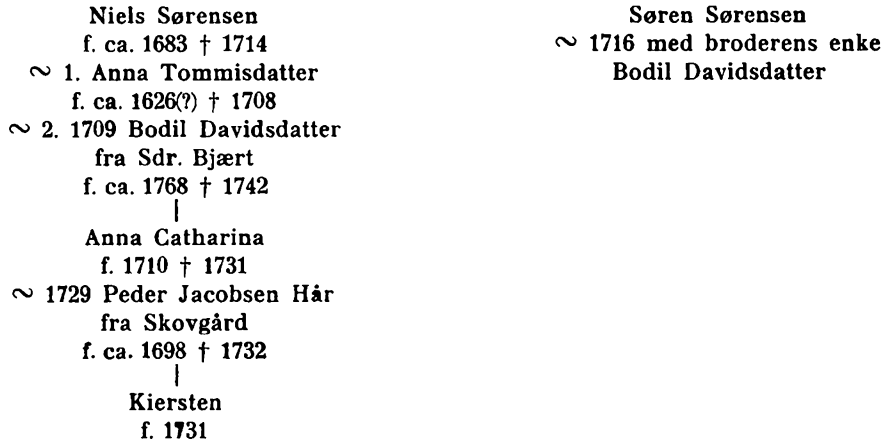 Niels Sørensen
f. ca. 1683 † 1714
~ 1. Anna Tommisdatter
f. ca. 1626(?) † 1708
~ 2. 1709 Bodil Davidsdatter
fra Sdr. Bjært
f. ca. 1768 † 1742
Anna Catharina
f. 1710 † 1731
~ 1729 Peder Jacobsen Hår
fra Skovgård
f. ca. 1698 † 1732
Kiersten
f. 1731
Søren Sørensen
~ 1716 med broderens enke
Bodil Davidsdatter